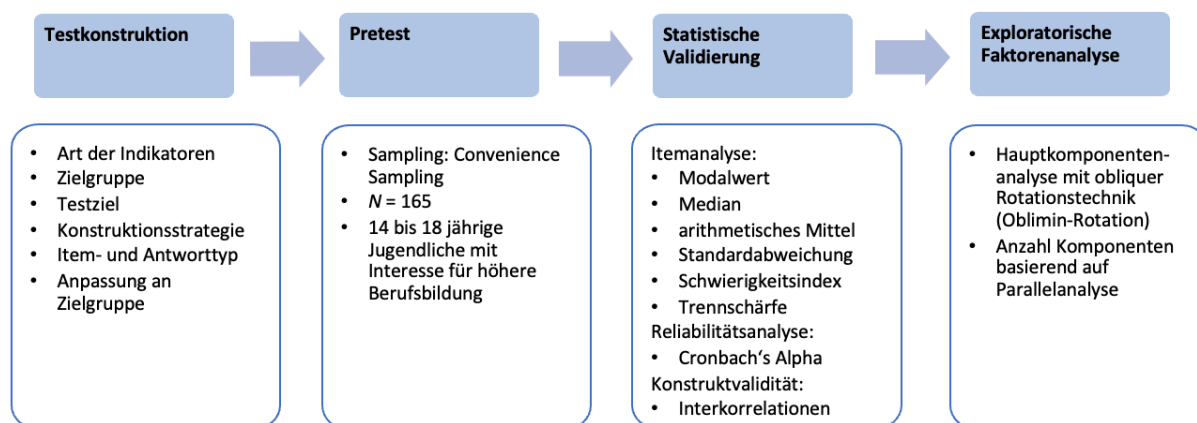 Testkonstruktion
Pretest
Statistische
Validierung
Exploratorische
Faktorenanalyse
• Art der Indikatoren
• Zielgruppe
• Testziel
• Konstruktionsstrategie
• Item- und Antworttyp
• Anpassung an
Zielgruppe
• Sampling: Convenience
Sampling
• N = 165
• 14 bis 18 jährige
Jugendliche mit
Interesse für höhere
Berufsbildung
Itemanalyse:
• Modalwert
• Median
• arithmetisches Mittel
• Standardabweichung
• Schwierigkeitsindex
• Trennschärfe
Reliabilitätsanalyse:
• Cronbach‘s Alpha
Konstruktvalidität:
• Interkorrelationen
• Hauptkomponenten-
analyse mit obliquer
Rotationstechnik
(Oblimin-Rotation)
• Anzahl Komponenten
basierend auf
Parallelanalyse